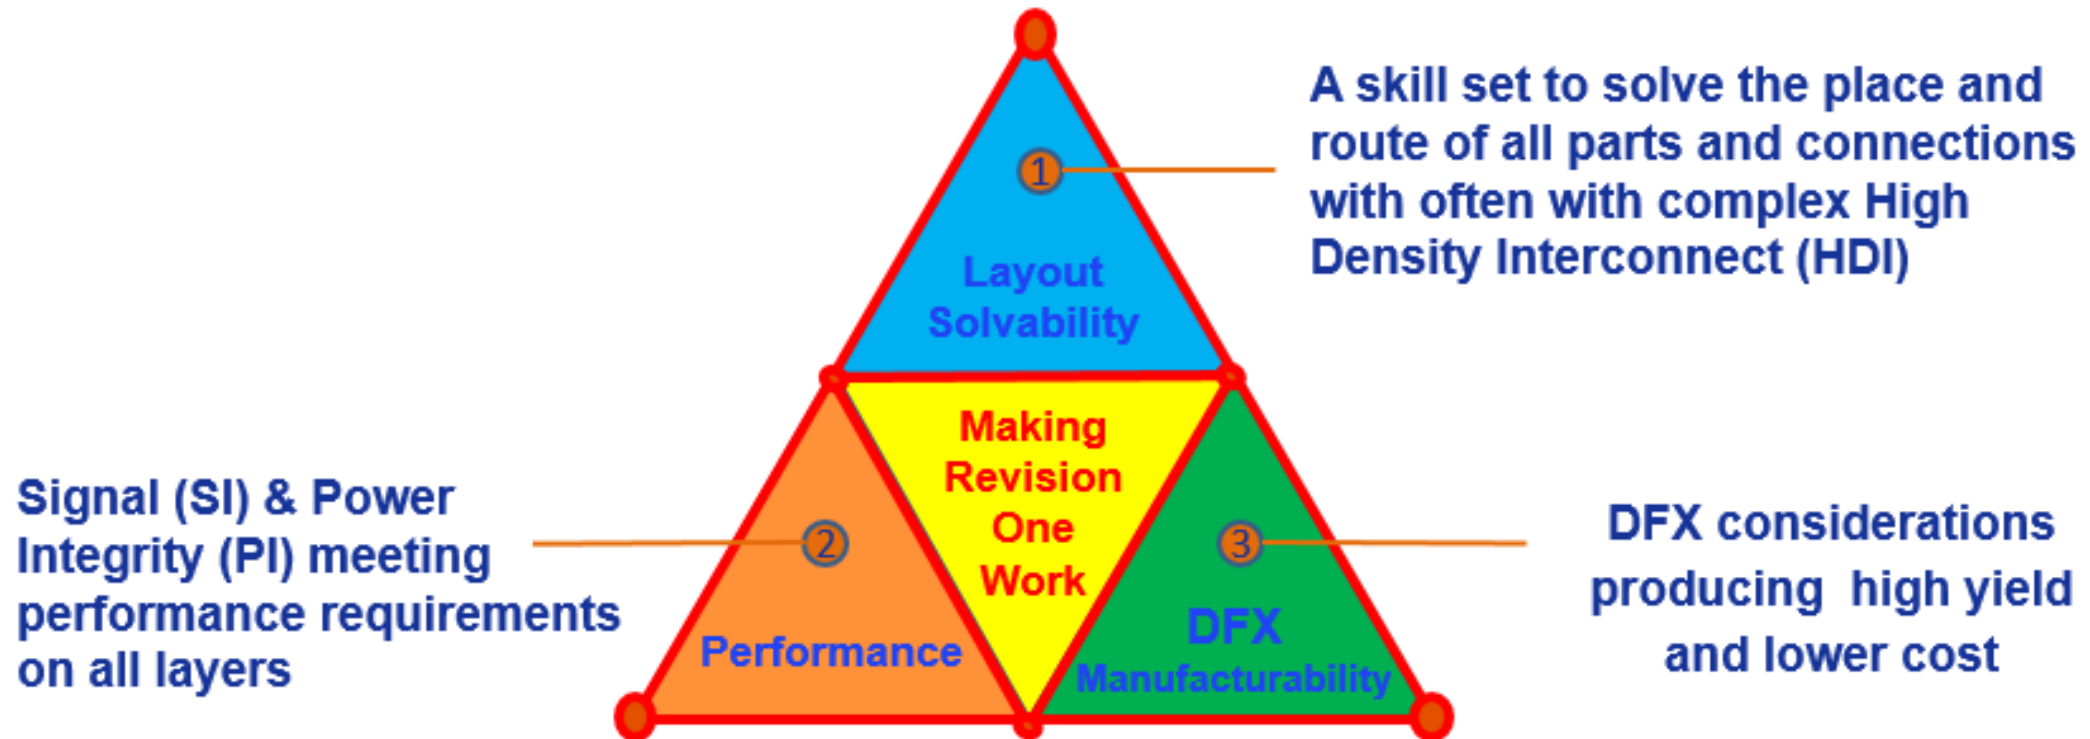 A skill set to solve the place and
route of all parts and connections
with often with complex High
Density Interconnect (HDI)
1
Layout
Solvability
Making
Revision
One
Work
Signal (SI) & Power
Integrity (PI) meeting
performance requirements
on all layers
2
Performance
3
DFX
Manufacturability
DFX considerations
producing high yield
and lower cost